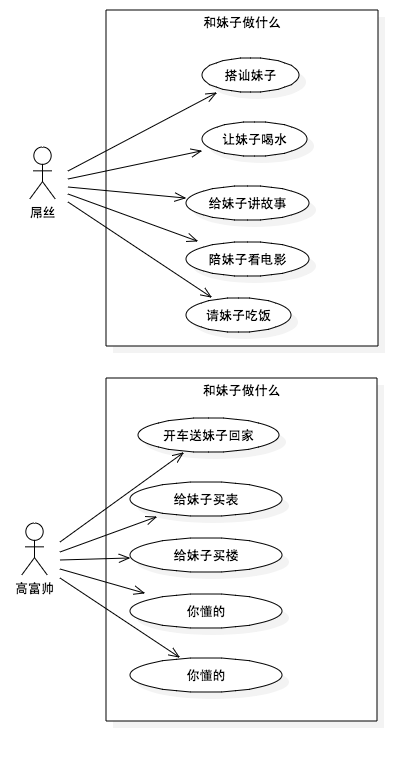 和妹子做什么
搭讪妹子
让妹子喝水
给妹子讲故事
屌丝
陪妹子看电影
请妹子吃饭
和妹子做什么
开车送妹子回家
给妹子买表
给妹子买楼
高富帅
你懂的
你懂的